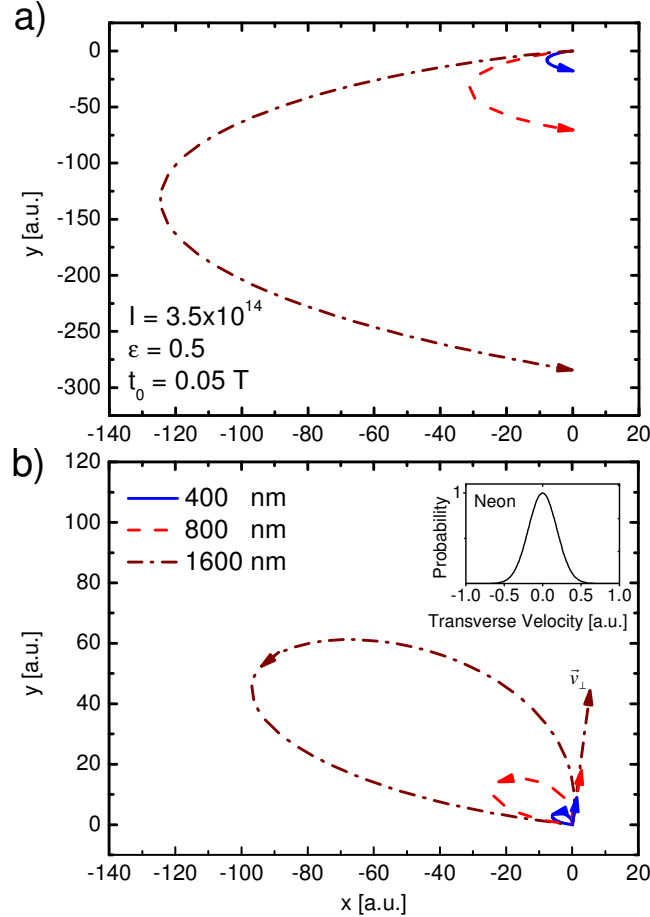 a)
0
-50
-100
-150
-200
-250
-300
y [a.u.]
I = 3.5x10^14
ε = 0.5
t_0 = 0.05 T
-140 -120 -100 -80 -60 -40 -20 0 20
b)
120
100
80
60
40
20
0
y [a.u.]
400 nm
800 nm
1600 nm
Neon
1
Probability
-1.0 -0.5 0.0 0.5 1.0
Transverse Velocity [a.u.]
v⃗⊥
-140 -120 -100 -80 -60 -40 -20 0 20
x [a.u.]